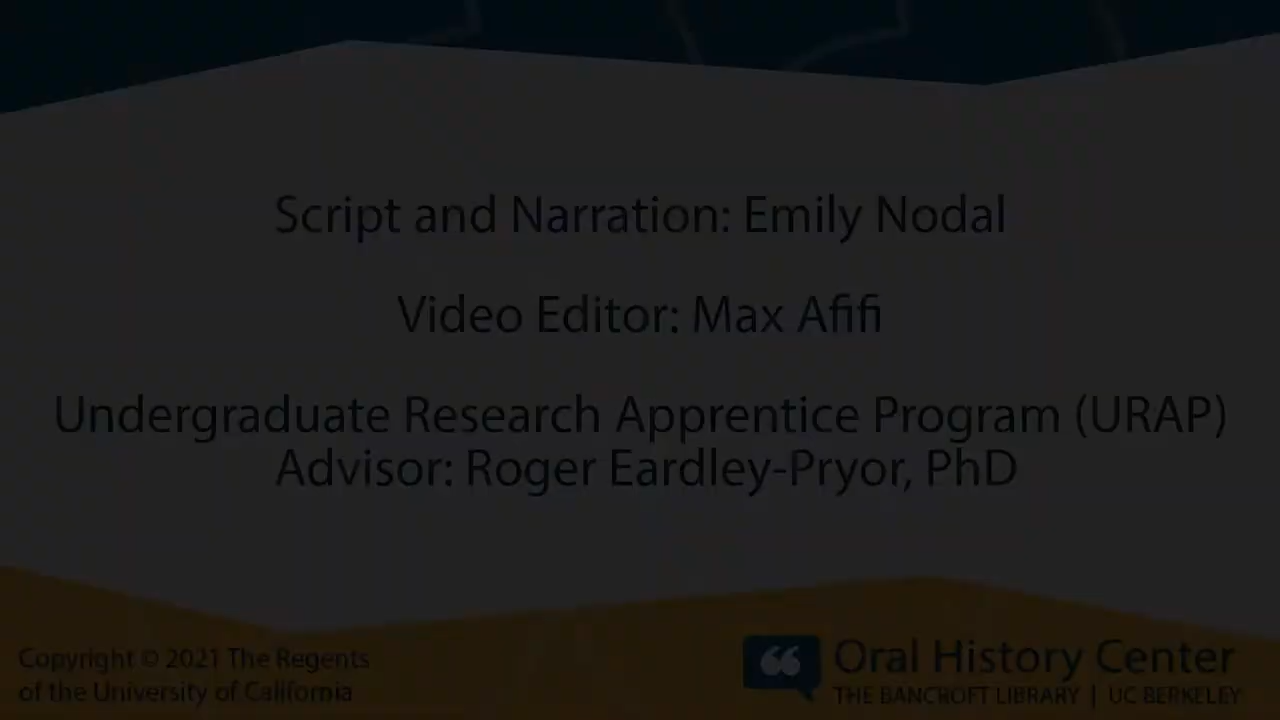 Script and Narration: Emily Nodal
Video Editor: Max Afifi
Undergraduate Research Apprentice Program (URAP)
Advisor: Roger Eardley-Pryor, PhD
Copyright © 2021 The Regents
of the University of California
Oral History Center
THE BANCROFT LIBRARY | UC BERKELEY